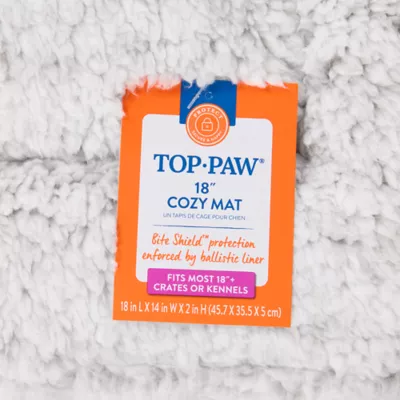 PROTECT
TOP·PAW®
18"
COZY MAT
UN TAPIS DE CAGE POUR CHIEN
Bite Shield™ protection
enforced by ballistic liner
FITS MOST 18"+
CRATES OR KENNELS
18 in L X 14 in W X 2 in H (45.7 X 35.5 X 5 cm)